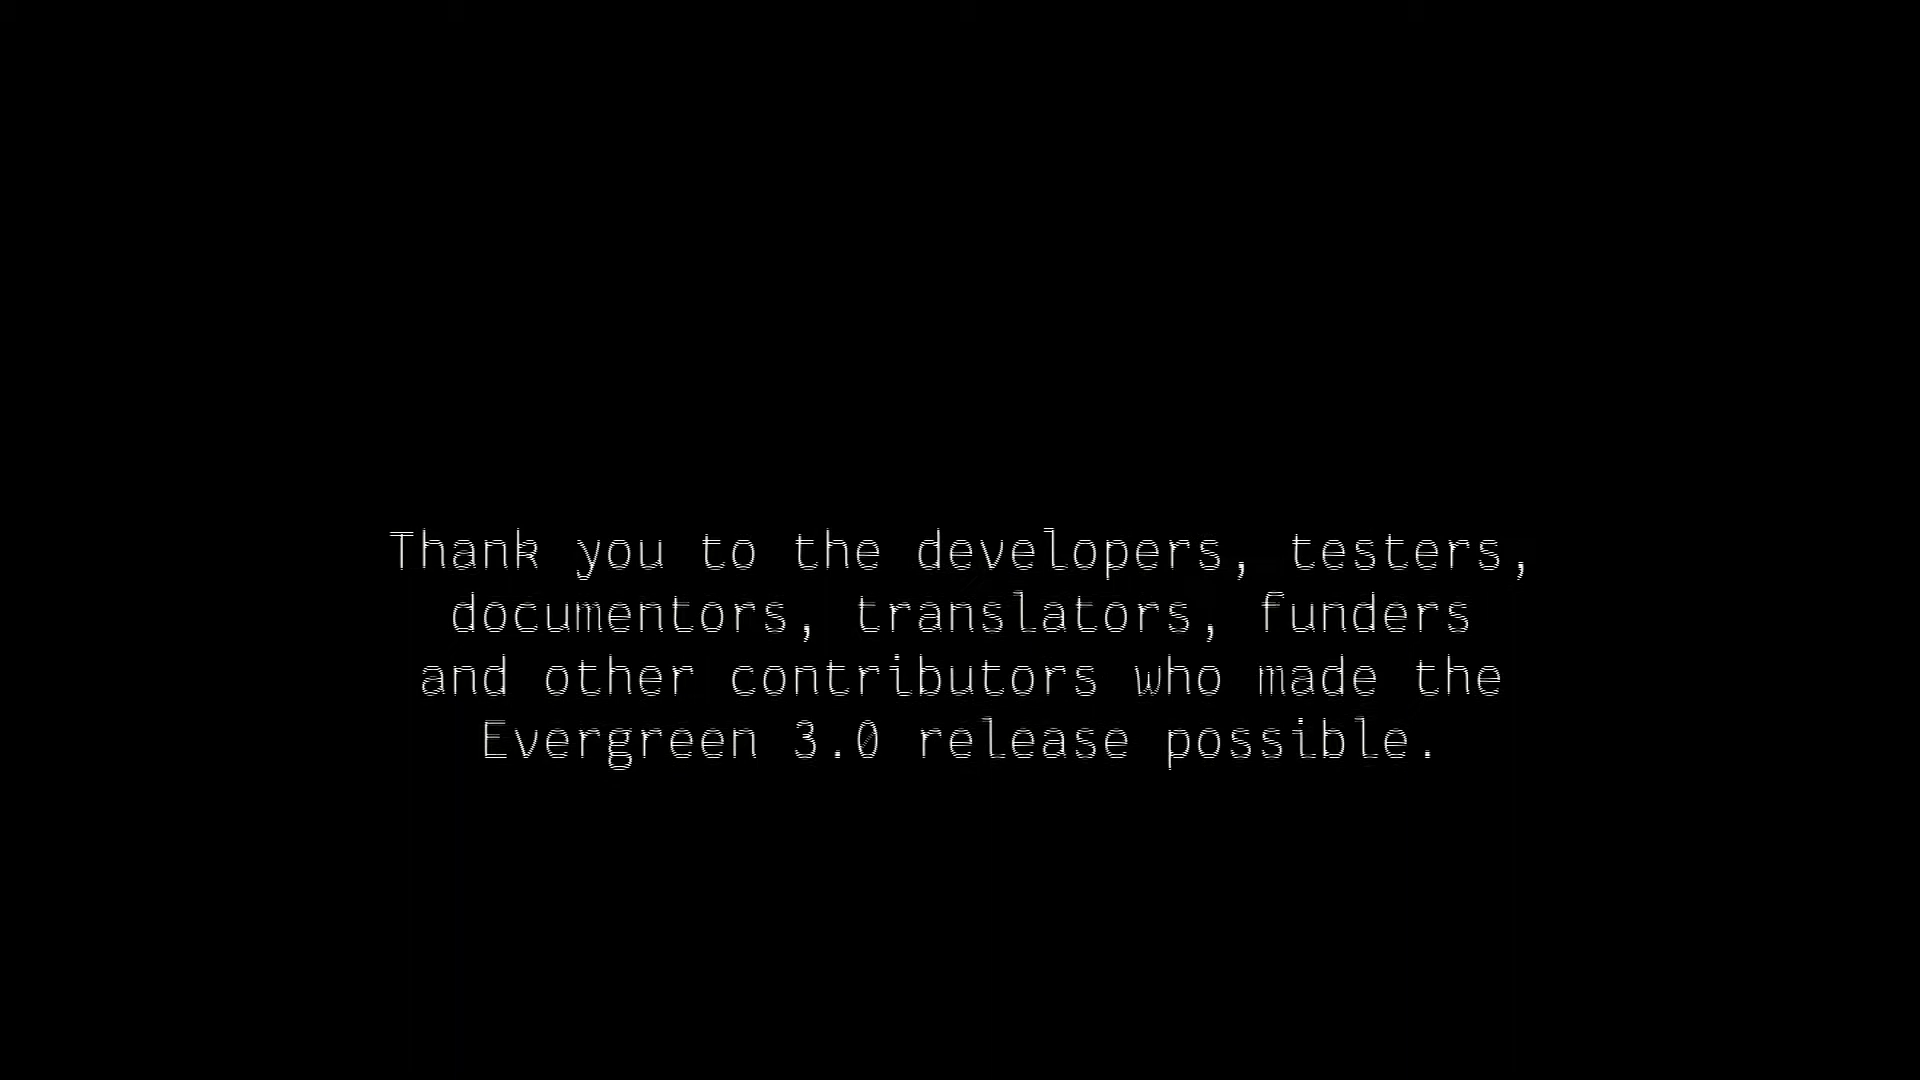 Thank you to the developers, testers,
documentors, translators, funders
and other contributors who made the
Evergreen 3.0 release possible.